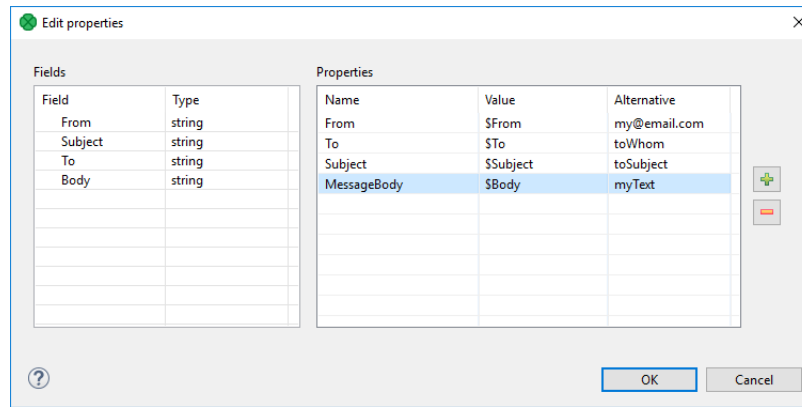 Edit properties
Fields
Properties
Field Type
From string
Subject string
To string
Body string
Name Value Alternative
From $From my@email.com
To $To toWhom
Subject $Subject toSubject
MessageBody $Body myText
OK Cancel